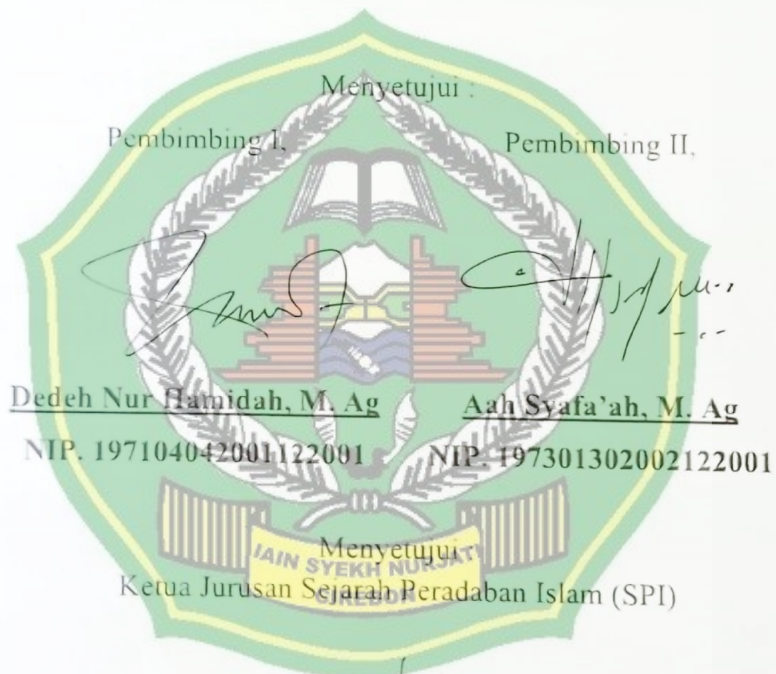 Menyetujui :
Pembimbing I, Pembimbing II,
Dedeh Nur Hamidah, M. Ag Aah Syafa'ah, M. Ag
NIP. 197104042001122001 NIP. 197301302002122001
Menyetujui
Ketua Jurusan Sejarah Peradaban Islam (SPI)
IAIN SYEKH NURJATI
CIREBON